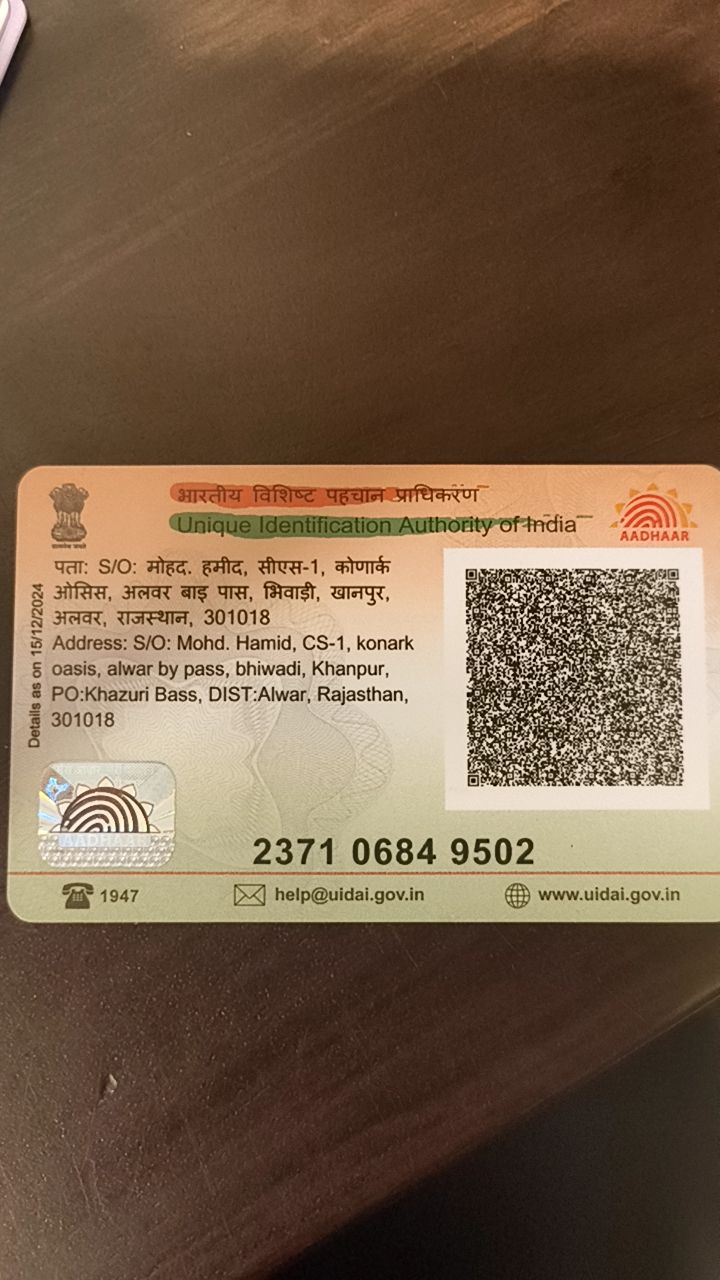 भारतीय विशिष्ट पहचान प्राधिकरण
Unique Identification Authority of India
AADHAAR
पता: S/O: मोहद. हमीद, सीएस-1, कोणार्क
ओसिस, अलवर बाइ पास, भिवाड़ी, खानपुर,
अलवर, राजस्थान, 301018
Address: S/O: Mohd. Hamid, CS-1, konark
oasis, alwar by pass, bhiwadi, Khanpur,
PO:Khazuri Bass, DIST:Alwar, Rajasthan,
301018
Details as on 15/12/2024
AADHAAR
2371 0684 9502
1947
help@uidai.gov.in
www.uidai.gov.in